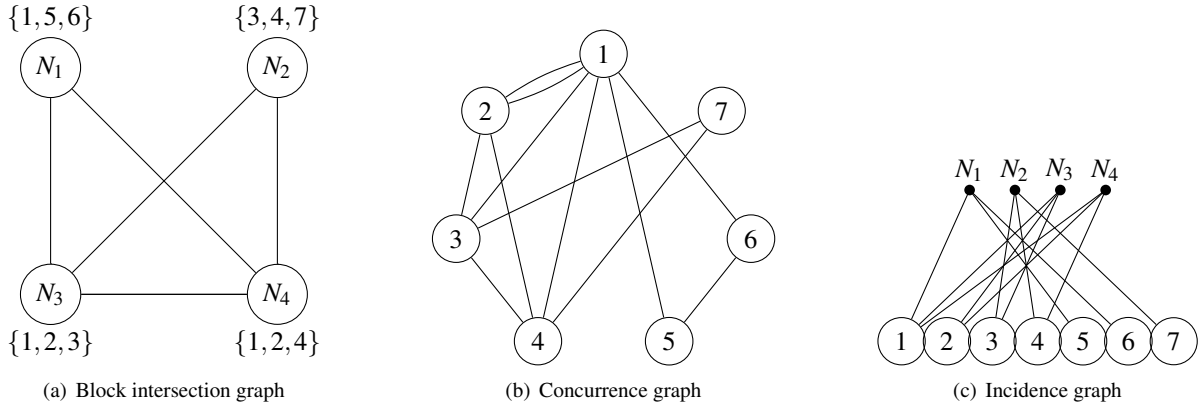 {1,5,6} {3,4,7}
N1 N2
N3 N4
{1,2,3} {1,2,4}
(a) Block intersection graph
1
2 7
3 6
4 5
(b) Concurrence graph
N1 N2 N3 N4
1 2 3 4 5 6 7
(c) Incidence graph